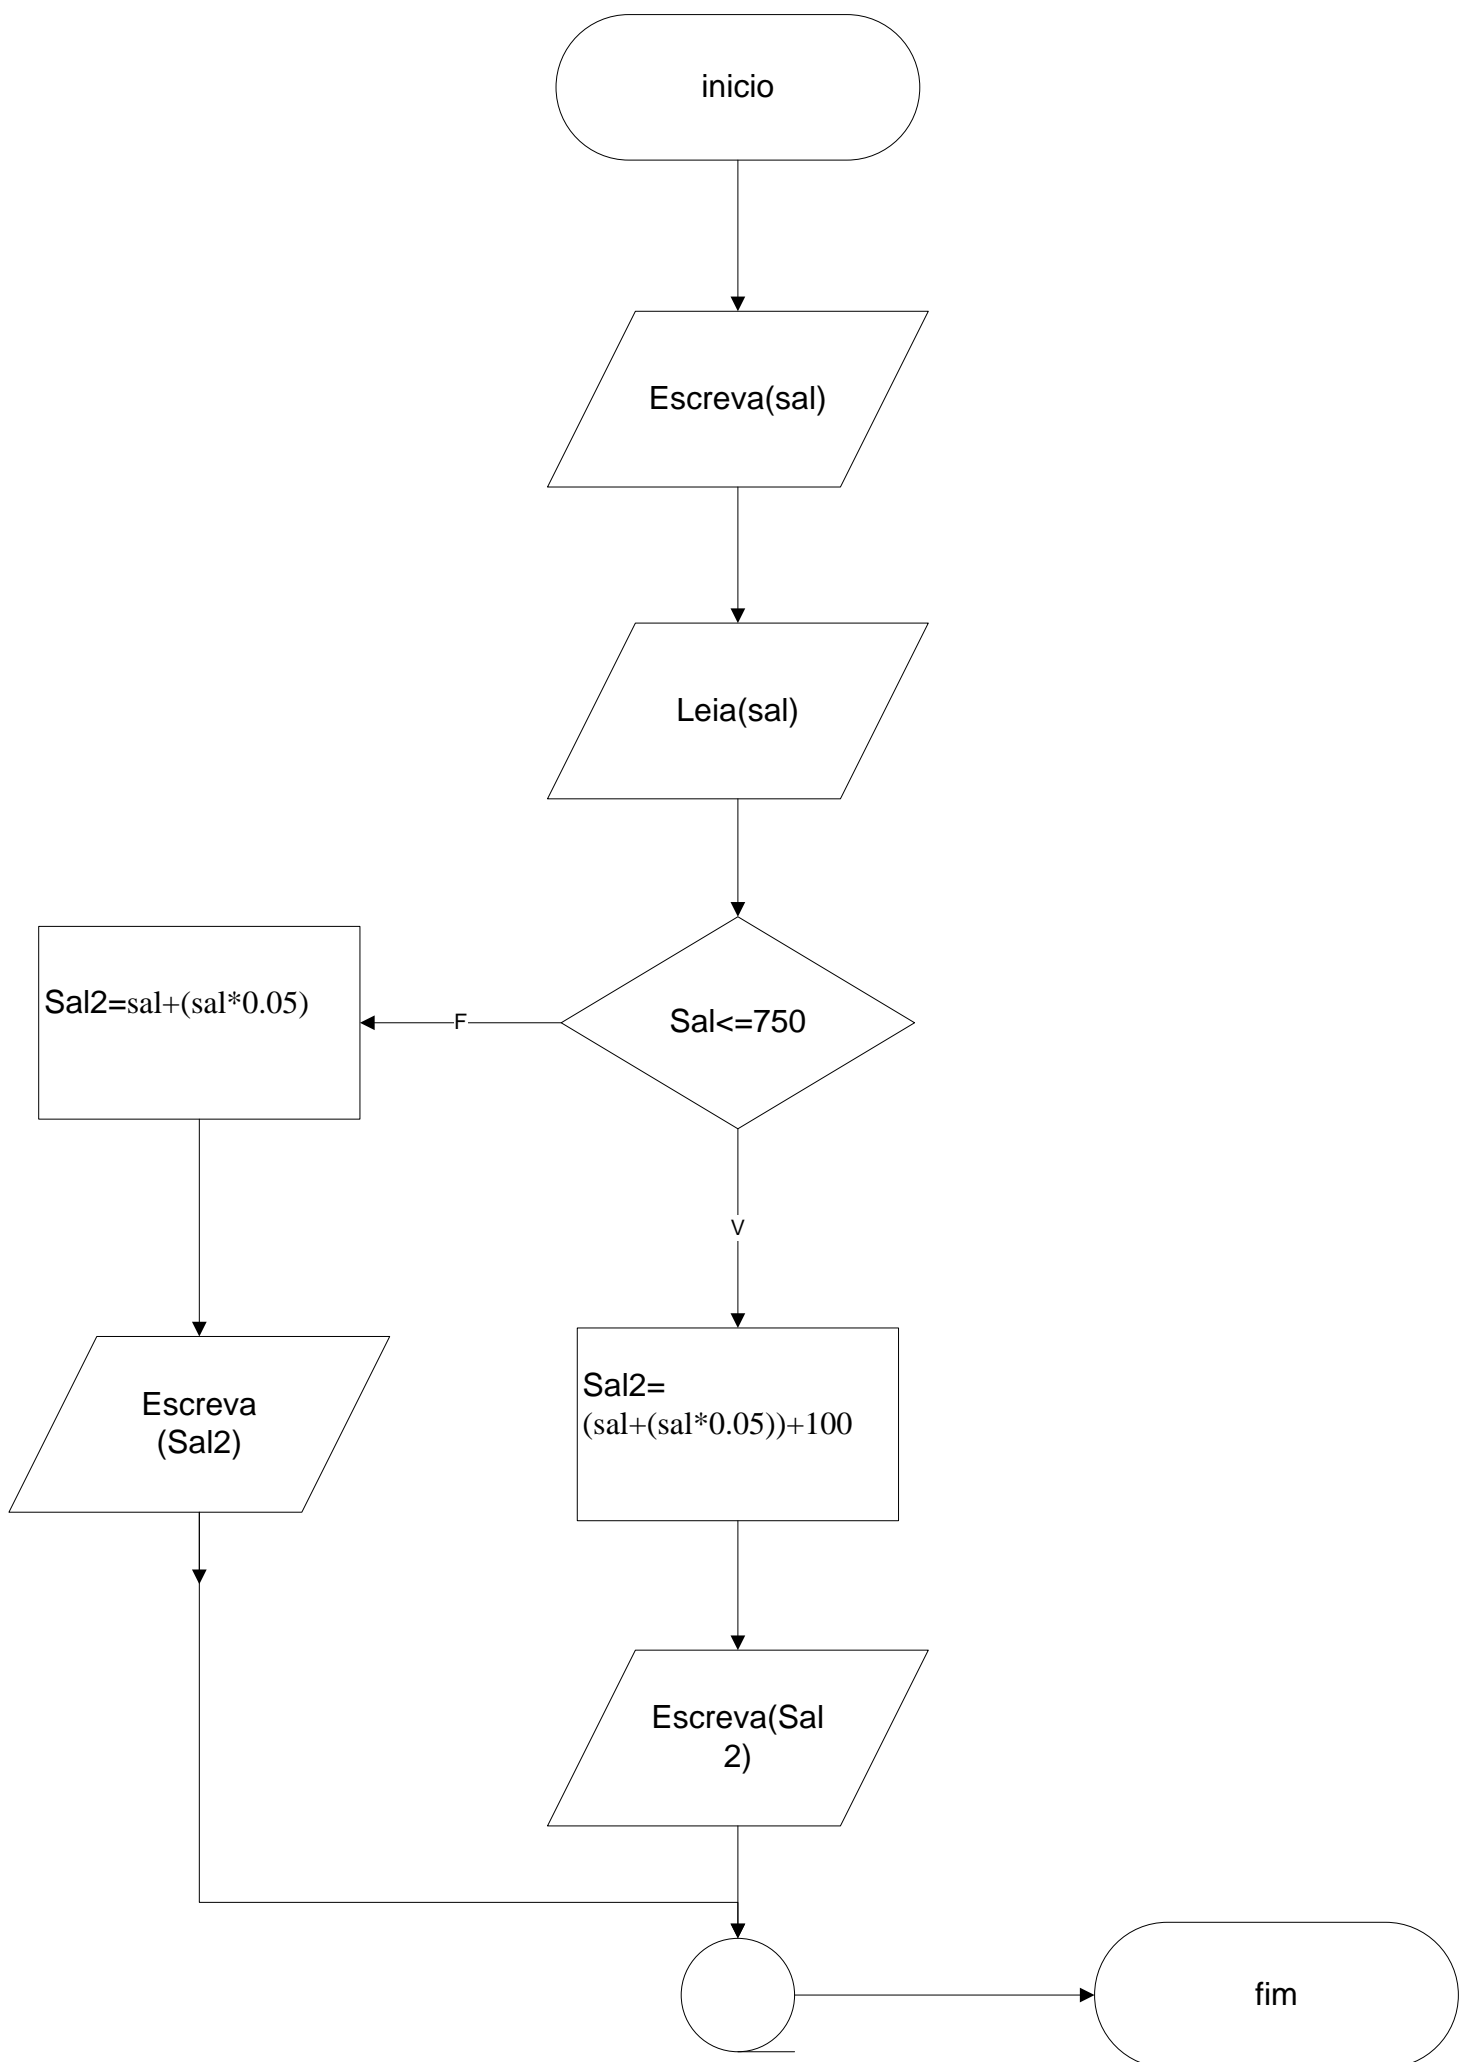 inicio
Escreva(sal)
Leia(sal)
Sal<=750
F
Sal2=sal+(sal*0.05)
V
Escreva
(Sal2)
Sal2=
(sal+(sal*0.05))+100
Escreva(Sal
2)
fim